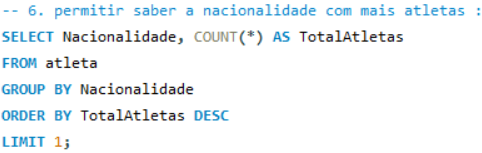 -- 6. permitir saber a nacionalidade com mais atletas :
SELECT Nacionalidade, COUNT(*) AS TotalAtletas
FROM atleta
GROUP BY Nacionalidade
ORDER BY TotalAtletas DESC
LIMIT 1;